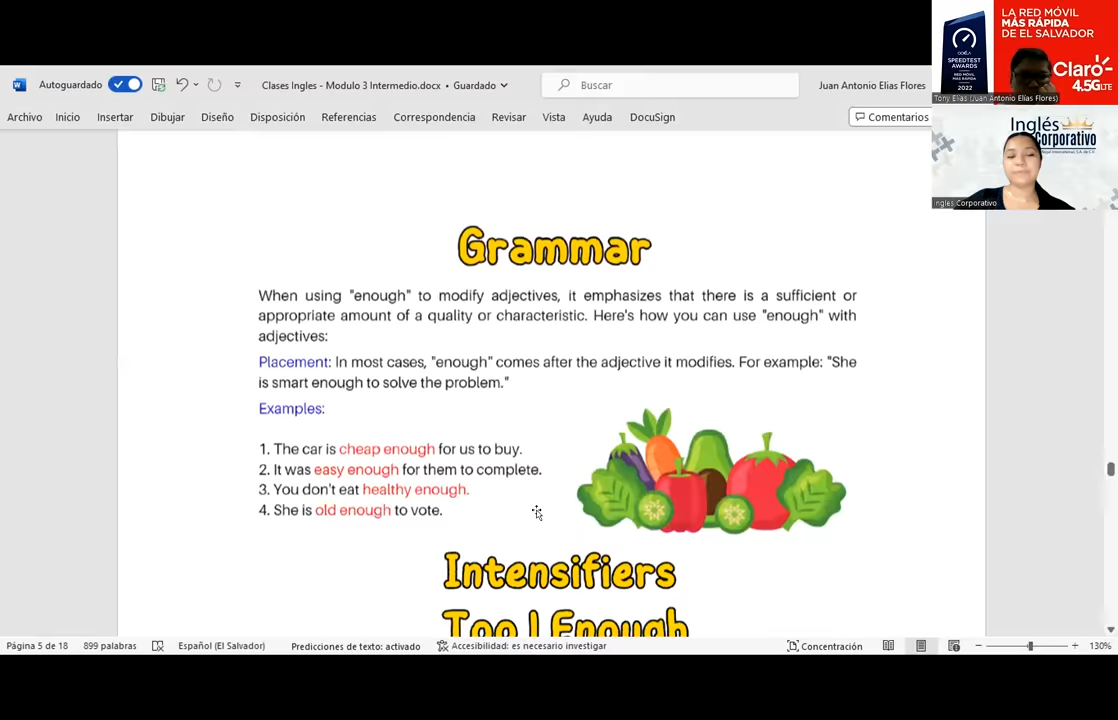 LA RED MÓVIL
MÁS RÁPIDA
DE EL SALVADOR
SPEEDTEST
AWARDS
2022
Claro
4.5G LTE
Tony Elias (Juan Antonio Elías Flores)
Autoguardado
Clases Ingles - Modulo 3 Intermedio.docx • Guardado
Buscar
Juan Antonio Elias Flores
Archivo Inicio Insertar Dibujar Diseño Disposición Referencias Correspondencia Revisar Vista Ayuda DocuSign
Comentarios
Inglés
Corporativo
Ingles Corporativo
Grammar
When using "enough" to modify adjectives, it emphasizes that there is a sufficient or
appropriate amount of a quality or characteristic. Here's how you can use "enough" with
adjectives:
Placement: In most cases, "enough" comes after the adjective it modifies. For example: "She
is smart enough to solve the problem."
Examples:
1. The car is cheap enough for us to buy.
2. It was easy enough for them to complete.
3. You don't eat healthy enough.
4. She is old enough to vote.
Intensifiers
Too | Enough
Página 5 de 18 899 palabras Español (El Salvador) Predicciones de texto: activado Accesibilidad: es necesario investigar Concentración 130%